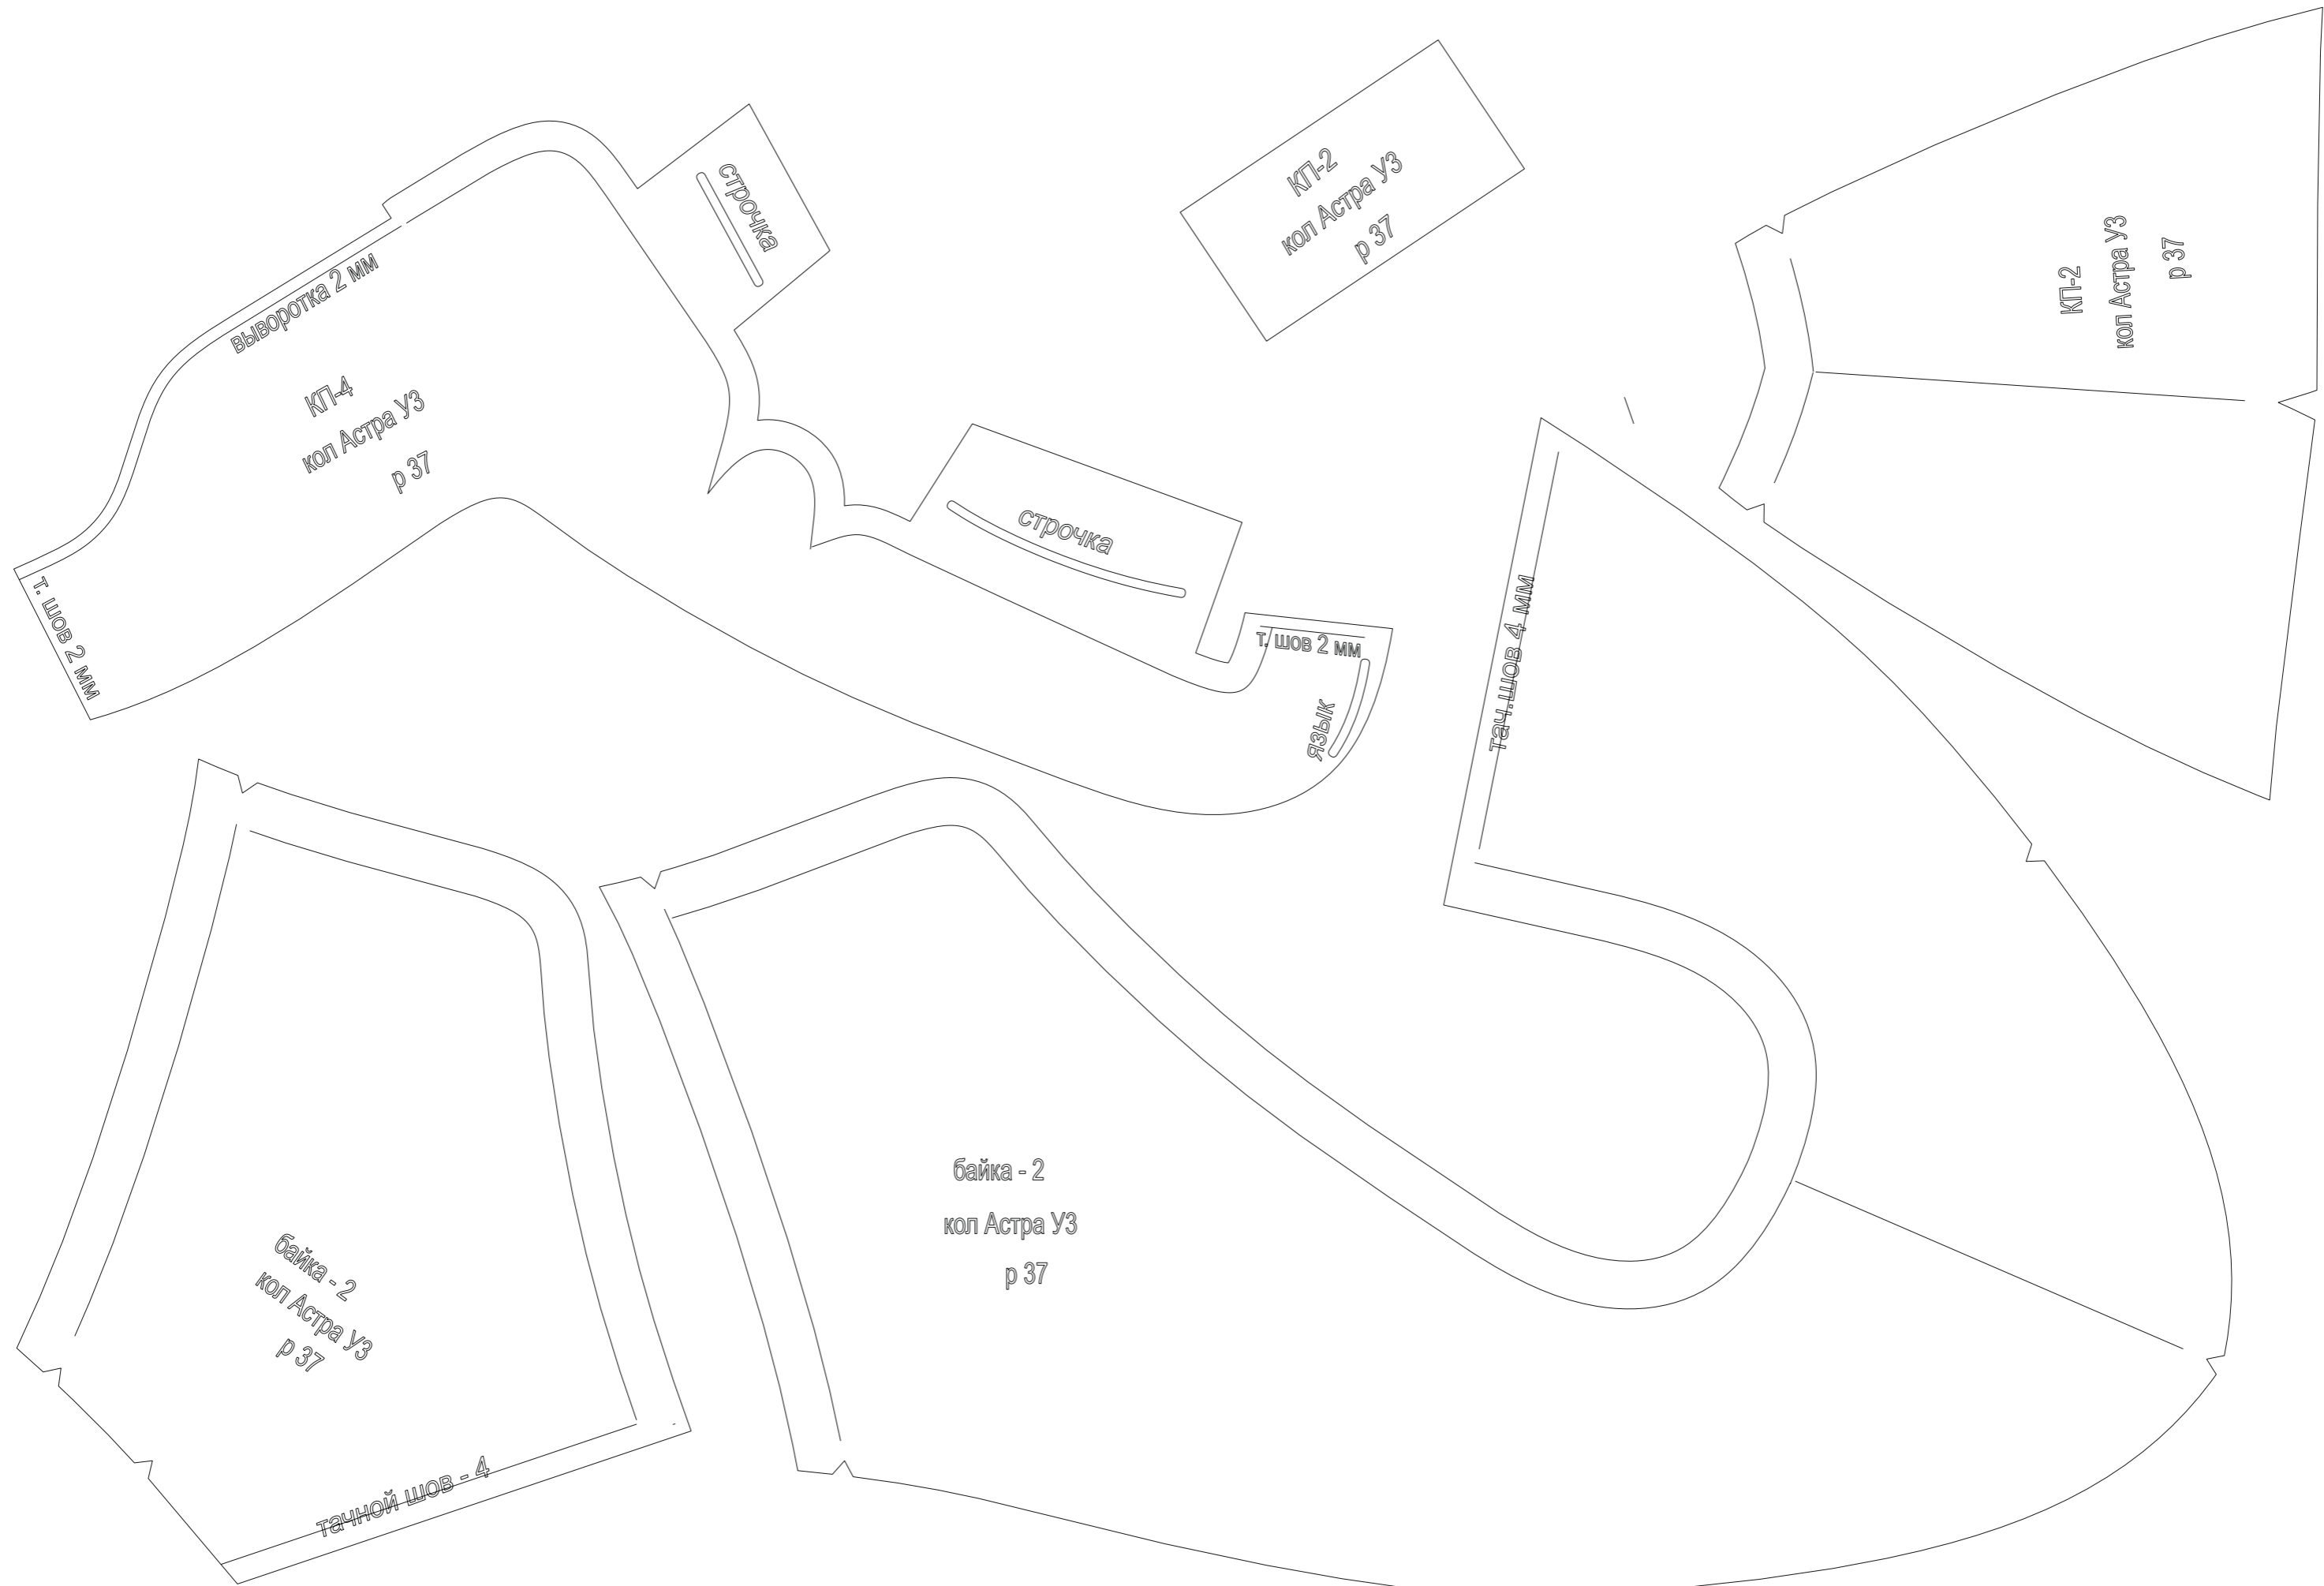 строчка
выворотка 2 мм
КП-4
кол Астра У3
р 37
т. шов 2 мм
КП-2
кол Астра У3
р 37
КП-2
кол Астра У3
р 37
строчка
т. шов 2 мм
язык
тач.шов 4 мм
байка - 2
кол Астра У3
р 37
тачной шов - 4
байка - 2
кол Астра У3
р 37